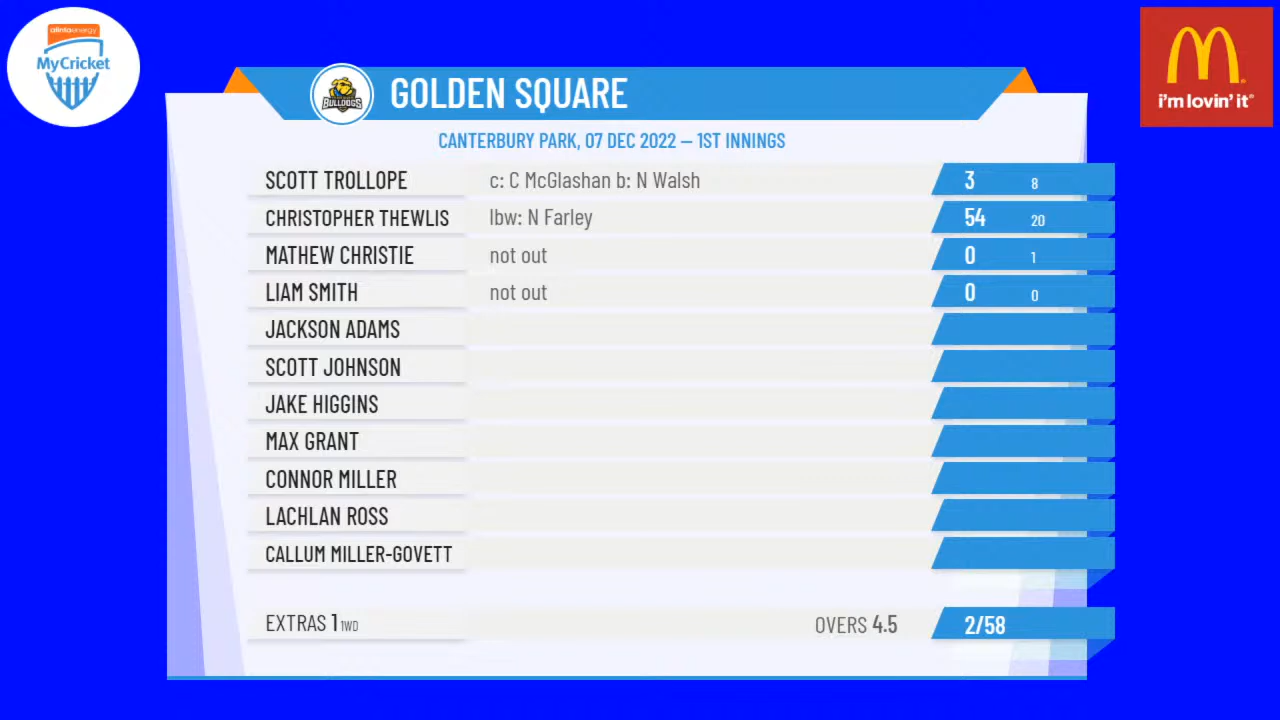 alintaenergy
MyCricket
BULLDOGS
GOLDEN SQUARE
i'm lovin' it®
CANTERBURY PARK, 07 DEC 2022 – 1ST INNINGS
SCOTT TROLLOPE c: C McGlashan b: N Walsh 3 8
CHRISTOPHER THEWLIS lbw: N Farley 54 20
MATHEW CHRISTIE not out 0 1
LIAM SMITH not out 0 0
JACKSON ADAMS
SCOTT JOHNSON
JAKE HIGGINS
MAX GRANT
CONNOR MILLER
LACHLAN ROSS
CALLUM MILLER-GOVETT
EXTRAS 1 1WD OVERS 4.5 2/58